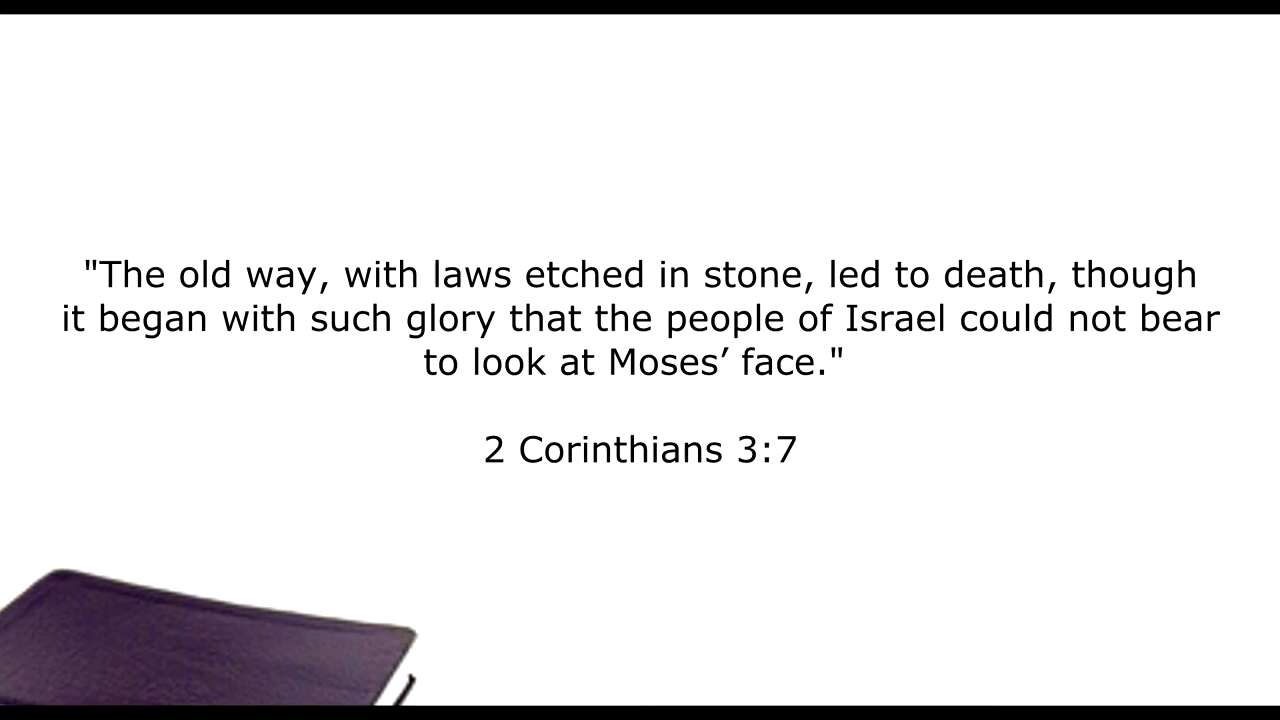 "The old way, with laws etched in stone, led to death, though
it began with such glory that the people of Israel could not bear
to look at Moses’ face."
2 Corinthians 3:7